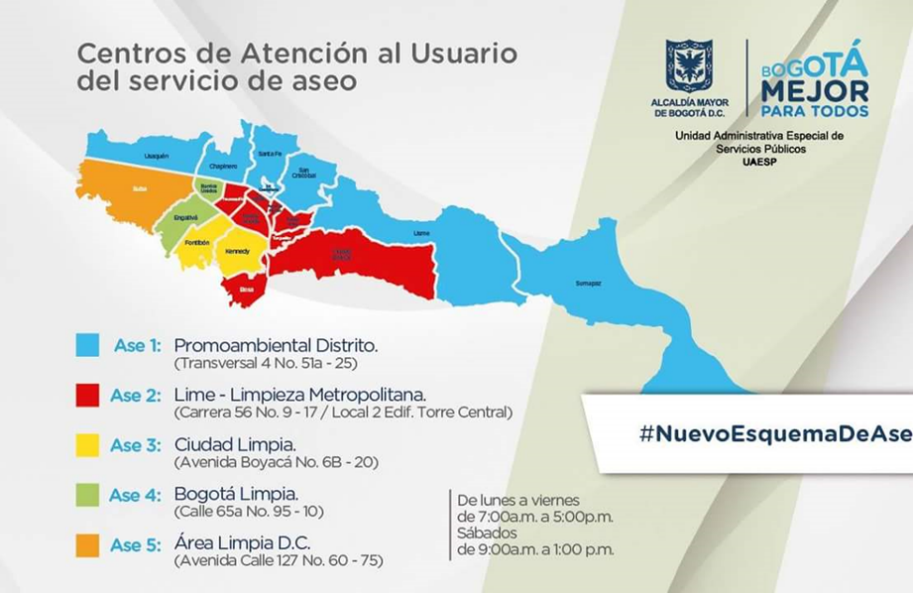 Centros de Atención al Usuario
del servicio de aseo
ALCALDÍA MAYOR
DE BOGOTÁ D.C.
BOGOTÁ
MEJOR
PARA TODOS
Unidad Administrativa Especial de
Servicios Públicos
UAESP
Usaquén
Chapinero
Santa Fe
San
Cristóbal
Suba
Engativá
Fontibón
Kennedy
Bosa
Usme
Sumapaz
Ase 1: Promoambiental Distrito.
(Transversal 4 No. 51a - 25)
Ase 2: Lime - Limpieza Metropolitana.
(Carrera 56 No. 9 - 17 / Local 2 Edif. Torre Central)
Ase 3: Ciudad Limpia.
(Avenida Boyacá No. 6B - 20)
Ase 4: Bogotá Limpia.
(Calle 65a No. 95 - 10)
Ase 5: Área Limpia D.C.
(Avenida Calle 127 No. 60 - 75)
De lunes a viernes
de 7:00a.m. a 5:00p.m.
Sábados
de 9:00a.m. a 1:00 p.m.
#NuevoEsquemaDeAse